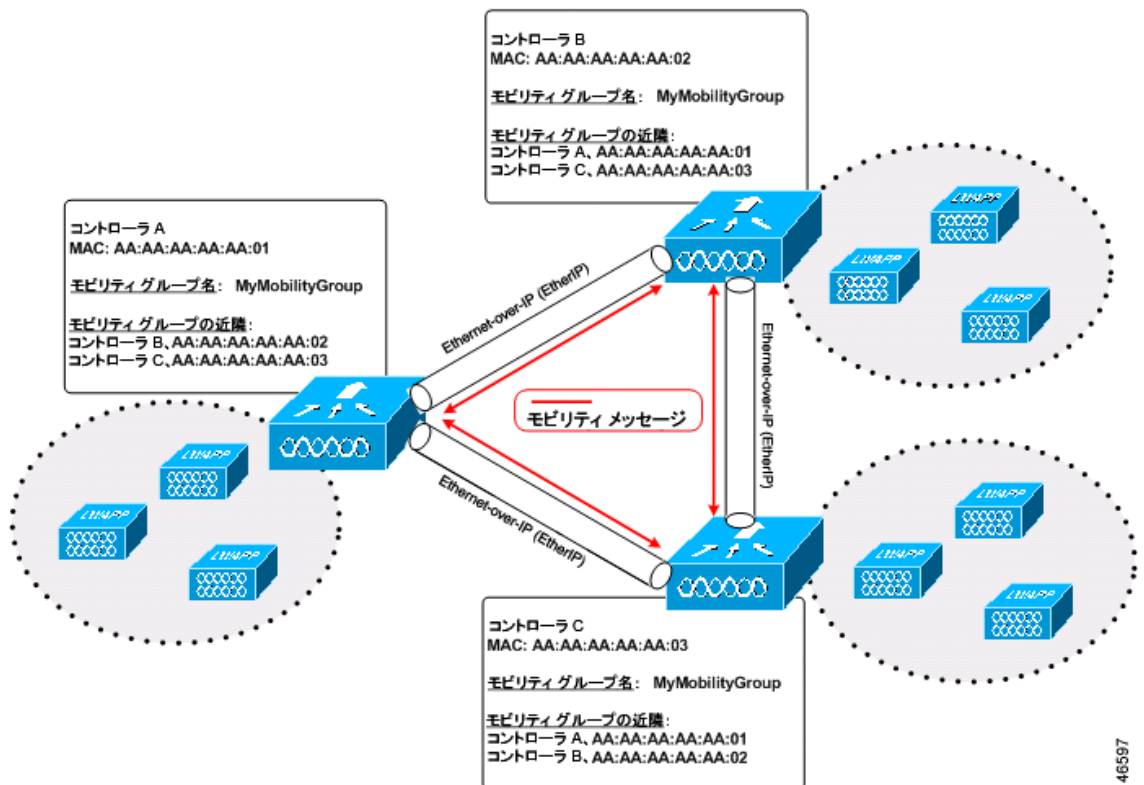 コントローラ B
MAC: AA:AA:AA:AA:AA:02
モビリティ グループ名: MyMobilityGroup
モビリティ グループの近隣:
コントローラ A、AA:AA:AA:AA:AA:01
コントローラ C、AA:AA:AA:AA:AA:03
コントローラ A
MAC: AA:AA:AA:AA:AA:01
モビリティ グループ名: MyMobilityGroup
モビリティ グループの近隣:
コントローラ B、AA:AA:AA:AA:AA:02
コントローラ C、AA:AA:AA:AA:AA:03
LWAPP
LWAPP
LWAPP
Ethernet-over-IP (EtherIP)
Ethernet-over-IP (EtherIP)
モビリティ メッセージ
LWAPP
LWAPP
LWAPP
Ethernet-over-IP (EtherIP)
LWAPP
LWAPP
LWAPP
コントローラ C
MAC: AA:AA:AA:AA:AA:03
モビリティ グループ名: MyMobilityGroup
モビリティ グループの近隣:
コントローラ A、AA:AA:AA:AA:AA:01
コントローラ B、AA:AA:AA:AA:AA:02
46597